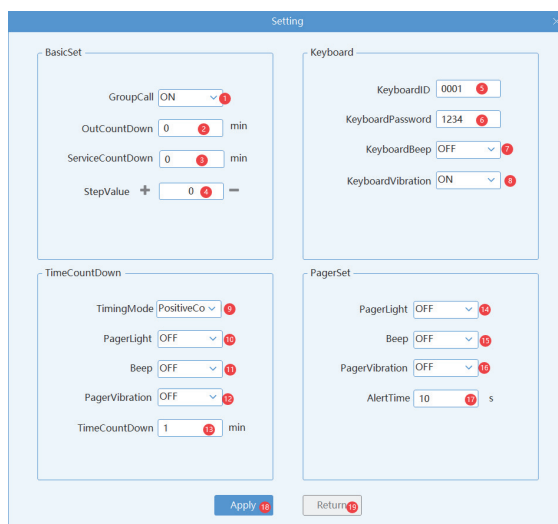 Setting
BasicSet
GroupCall ON 1
OutCountDown 0 2 min
ServiceCountDown 0 3 min
StepValue + 0 4 −
Keyboard
KeyboardID 0001 5
KeyboardPassword 1234 6
KeyboardBeep OFF 7
KeyboardVibration ON 8
TimeCountDown
TimingMode PositiveCo 9
PagerLight OFF 10
Beep OFF 11
PagerVibration OFF 12
TimeCountDown 1 13 min
PagerSet
PagerLight OFF 14
Beep OFF 15
PagerVibration OFF 16
AlertTime 10 17 s
Apply 18
Return 19